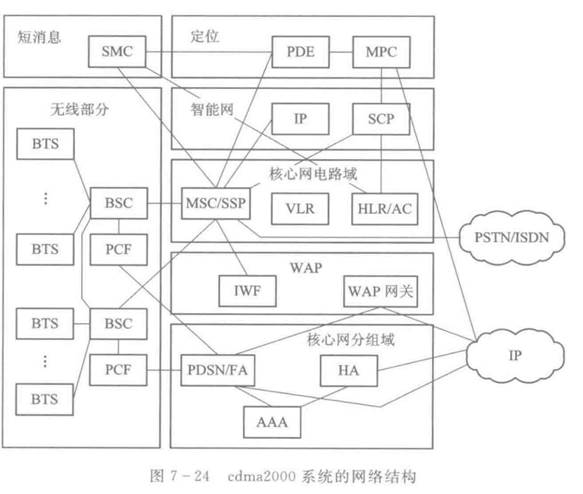 短消息
SMC
定位
PDE
MPC
无线部分
BTS
⋮
BTS
BTS
⋮
BTS
BSC
PCF
BSC
PCF
智能网
IP
SCP
核心网电路域
MSC/SSP
VLR
HLR/AC
WAP
IWF
WAP 网关
核心网分组域
PDSN/FA
HA
AAA
PSTN/ISDN
IP
图 7-24 cdma2000 系统的网络结构